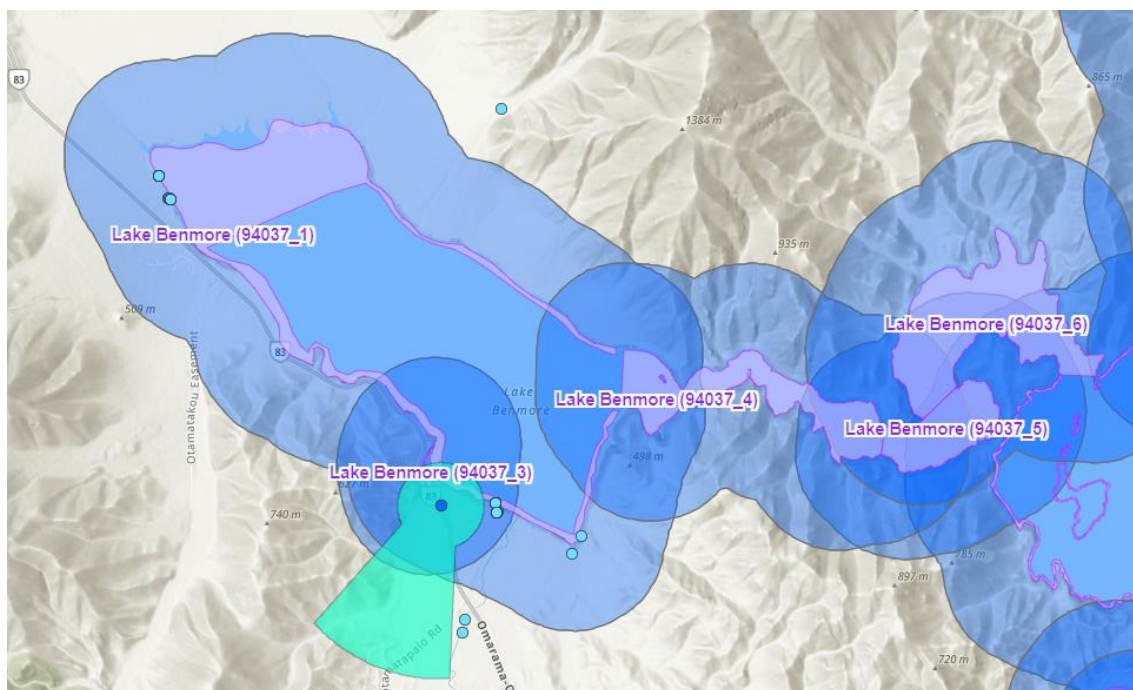 83
865 m
1384 m
Lake Benmore (94037_1)
935 m
509 m
Lake Benmore (94037_6)
83
Otamatakou Easement
Lake
Benmore
Lake Benmore (94037_4)
Lake Benmore (94037_5)
498 m
Lake Benmore (94037_3)
83
740 m
785 m
897 m
Otamatapaio Rd
Omarama-O
720 m